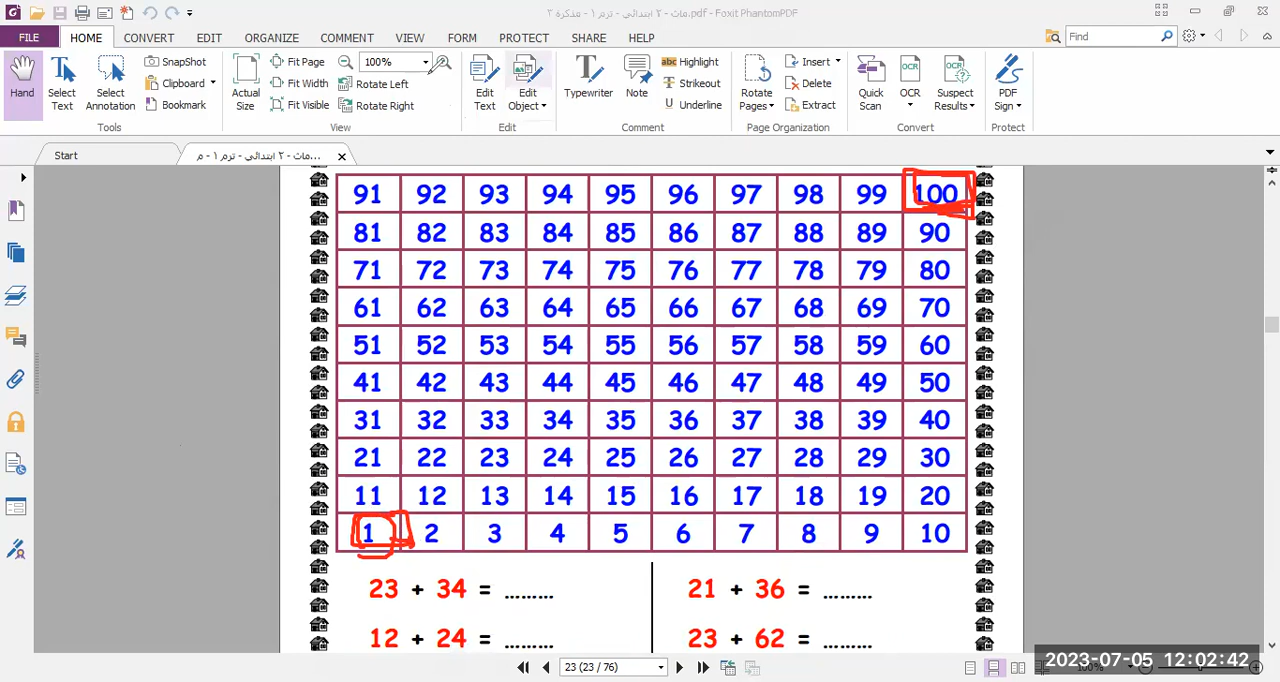 مات - ٢ ابتدائي - ترم ١ - مذكرة ٢.pdf - Foxit PhantomPDF
FILE HOME CONVERT EDIT ORGANIZE COMMENT VIEW FORM PROTECT SHARE HELP Find
SnapShot Fit Page 100% Fit Width Rotate Left Highlight Insert
Hand Select Text Select Annotation Clipboard Actual Size Edit Text Edit Object Typewriter Note Strikeout Rotate Pages Delete Quick Scan OCR Suspect Results PDF Sign
Bookmark Fit Visible Rotate Right Underline Extract
Tools View Edit Comment Page Organization Convert Protect
Start مات - ٢ ابتدائي - ترم ١ - م...
91 92 93 94 95 96 97 98 99 100
81 82 83 84 85 86 87 88 89 90
71 72 73 74 75 76 77 78 79 80
61 62 63 64 65 66 67 68 69 70
51 52 53 54 55 56 57 58 59 60
41 42 43 44 45 46 47 48 49 50
31 32 33 34 35 36 37 38 39 40
21 22 23 24 25 26 27 28 29 30
11 12 13 14 15 16 17 18 19 20
1 2 3 4 5 6 7 8 9 10
23 + 34 = ......... 21 + 36 = .........
12 + 24 = ......... 23 + 62 = .........
23 (23 / 76) 2023-07-05 12:02:42